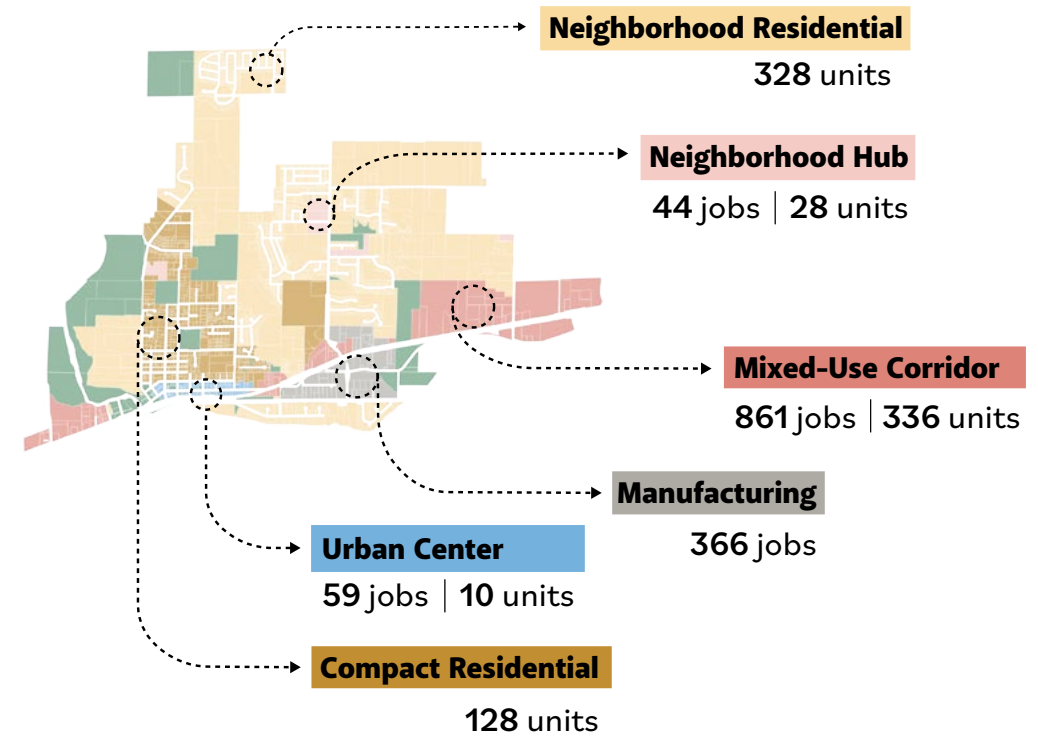 Neighborhood Residential
328 units
Neighborhood Hub
44 jobs | 28 units
Mixed-Use Corridor
861 jobs | 336 units
Manufacturing
366 jobs
Urban Center
59 jobs | 10 units
Compact Residential
128 units